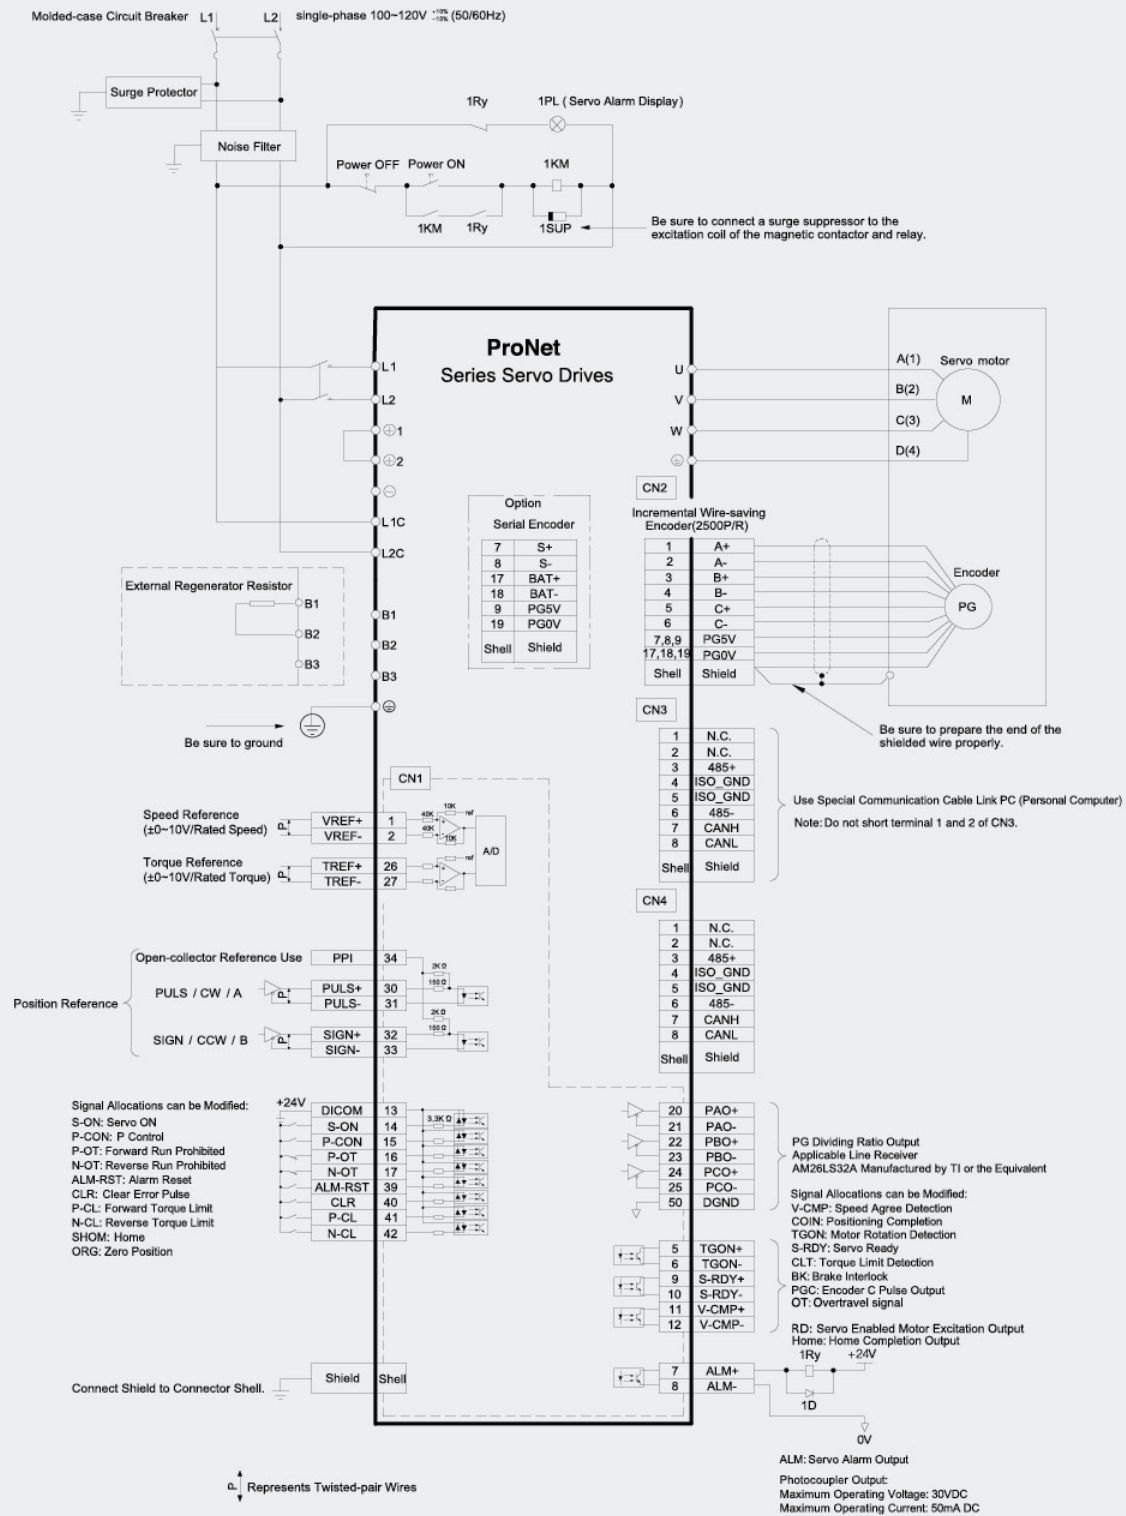 Molded-case Circuit Breaker L1 L2 single-phase 100~120V +10% -15% (50/60Hz)
Surge Protector
Noise Filter
1Ry 1PL ( Servo Alarm Display)
Power OFF Power ON 1KM
1KM 1Ry 1SUP
Be sure to connect a surge suppressor to the
excitation coil of the magnetic contactor and relay.
ProNet
Series Servo Drives
L1
L2
1
2
L1C
L2C
B1
B2
B3
External Regenerator Resistor
B1
B2
B3
Be sure to ground
U
V
W
A(1)
B(2)
C(3)
D(4)
Servo motor
M
Option
Serial Encoder
7 S+
8 S-
17 BAT+
18 BAT-
9 PG5V
19 PG0V
Shell Shield
CN2
Incremental Wire-saving
Encoder(2500P/R)
1 A+
2 A-
3 B+
4 B-
5 C+
6 C-
7,8,9 PG5V
17,18,19 PG0V
Shell Shield
Encoder
PG
Be sure to prepare the end of the
shielded wire properly.
CN3
1 N.C.
2 N.C.
3 485+
4 ISO_GND
5 ISO_GND
6 485-
7 CANH
8 CANL
Shell Shield
Use Special Communication Cable Link PC (Personal Computer)
Note: Do not short terminal 1 and 2 of CN3.
CN4
1 N.C.
2 N.C.
3 485+
4 ISO_GND
5 ISO_GND
6 485-
7 CANH
8 CANL
Shell Shield
CN1
Speed Reference
(±0~10V/Rated Speed)
P
VREF+ 1
VREF- 2
40K
40K
10K
10K
ref
A/D
Torque Reference
(±0~10V/Rated Torque)
P
TREF+ 26
TREF- 27
ref
Position Reference
Open-collector Reference Use PPI 34
PULS / CW / A
P
PULS+ 30
PULS- 31
2K Ω
150 Ω
SIGN / CCW / B
P
SIGN+ 32
SIGN- 33
2K Ω
150 Ω
Signal Allocations can be Modified:
S-ON: Servo ON
P-CON: P Control
P-OT: Forward Run Prohibited
N-OT: Reverse Run Prohibited
ALM-RST: Alarm Reset
CLR: Clear Error Pulse
P-CL: Forward Torque Limit
N-CL: Reverse Torque Limit
SHOM: Home
ORG: Zero Position
+24V
DICOM 13
S-ON 14
P-CON 15
P-OT 16
N-OT 17
ALM-RST 39
CLR 40
P-CL 41
N-CL 42
3.3K Ω
20 PAO+
21 PAO-
22 PBO+
23 PBO-
24 PCO+
25 PCO-
50 DGND
PG Dividing Ratio Output
Applicable Line Receiver
AM26LS32A Manufactured by TI or the Equivalent
5 TGON+
6 TGON-
9 S-RDY+
10 S-RDY-
11 V-CMP+
12 V-CMP-
Signal Allocations can be Modified:
V-CMP: Speed Agree Detection
COIN: Positioning Completion
TGON: Motor Rotation Detection
S-RDY: Servo Ready
CLT: Torque Limit Detection
BK: Brake Interlock
PGC: Encoder C Pulse Output
OT: Overtravel signal
RD: Servo Enabled Motor Excitation Output
Home: Home Completion Output
7 ALM+
8 ALM-
1Ry +24V
1D
0V
Connect Shield to Connector Shell.
Shield Shell
ALM: Servo Alarm Output
Photocoupler Output:
Maximum Operating Voltage: 30VDC
Maximum Operating Current: 50mA DC
P Represents Twisted-pair Wires